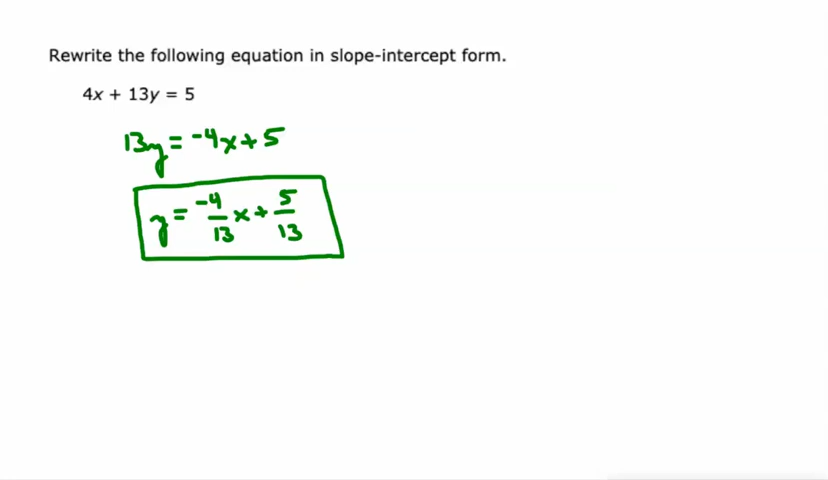 Rewrite the following equation in slope-intercept form.
4x + 13y = 5
13y = -4x + 5
y = -4/13 x + 5/13